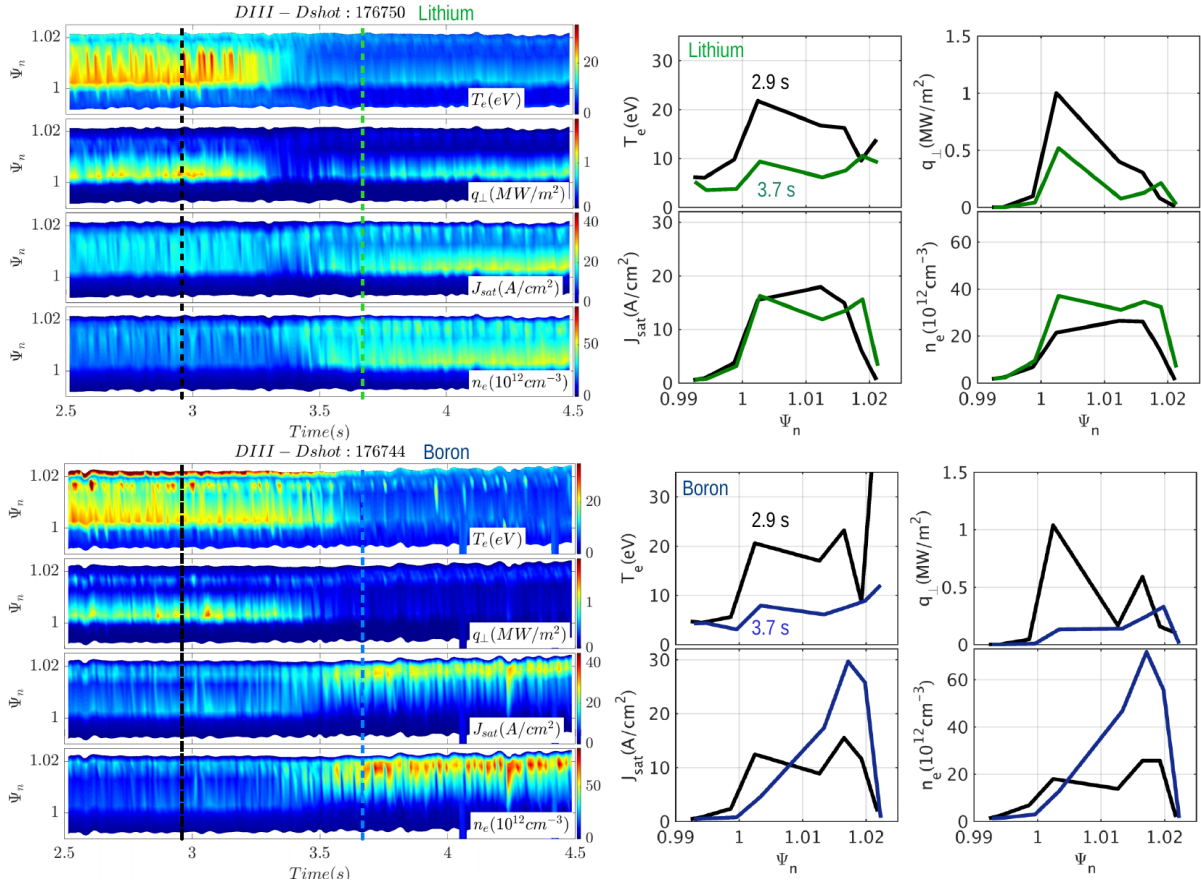 DIII − Dshot : 176750 Lithium
1.02
Ψn
1
20
0
Te(eV)
1.02
Ψn
1
1
0
q⊥(MW/m²)
1.02
Ψn
1
40
20
0
Jsat(A/cm²)
1.02
Ψn
1
50
0
ne(10¹²cm−³)
2.5 3 3.5 4 4.5
Time(s)
Lithium
35
30
25
20
15
10
5
0
Te(eV)
2.9 s
3.7 s
1.5
1
0.5
0
q⊥(MW/m²)
30
20
10
0
Jsat(A/cm²)
0.99 1 1.01 1.02
Ψn
60
40
20
0
ne(10¹²cm−³)
0.99 1 1.01 1.02
Ψn
DIII − Dshot : 176744 Boron
1.02
Ψn
1
20
0
Te(eV)
1.02
Ψn
1
1
0
q⊥(MW/m²)
1.02
Ψn
1
40
20
0
Jsat(A/cm²)
1.02
Ψn
1
50
0
ne(10¹²cm−³)
2.5 3 3.5 4 4.5
Time(s)
Boron
35
30
25
20
15
10
5
0
Te(eV)
2.9 s
3.7 s
1.5
1
0.5
0
q⊥(MW/m²)
30
20
10
0
Jsat(A/cm²)
0.99 1 1.01 1.02
Ψn
60
40
20
0
ne(10¹²cm−³)
0.99 1 1.01 1.02
Ψn